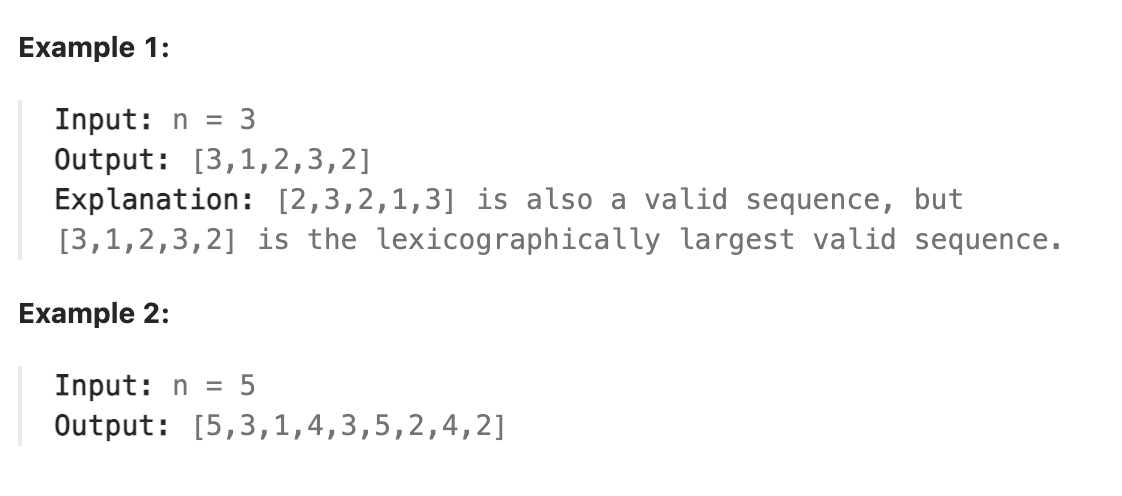 Example 1:
Input: n = 3
Output: [3,1,2,3,2]
Explanation: [2,3,2,1,3] is also a valid sequence, but
[3,1,2,3,2] is the lexicographically largest valid sequence.
Example 2:
Input: n = 5
Output: [5,3,1,4,3,5,2,4,2]